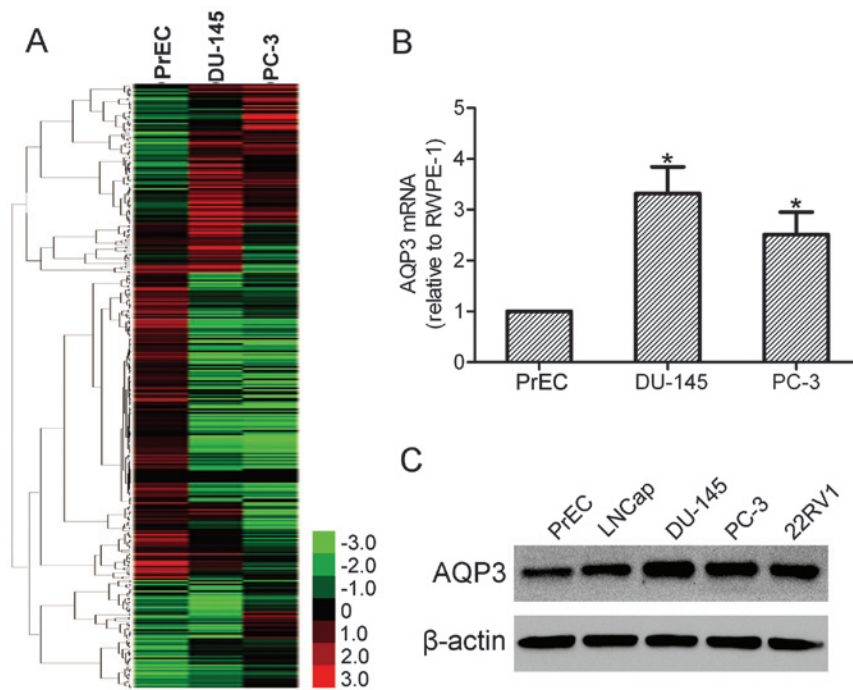 A
PrEC
DU-145
PC-3
-3.0
-2.0
-1.0
0
1.0
2.0
3.0
B
AQP3 mRNA
(relative to RWPE-1)
5
4
3
2
1
0
*
*
PrEC
DU-145
PC-3
C
PrEC
LNCap
DU-145
PC-3
22RV1
AQP3
β-actin